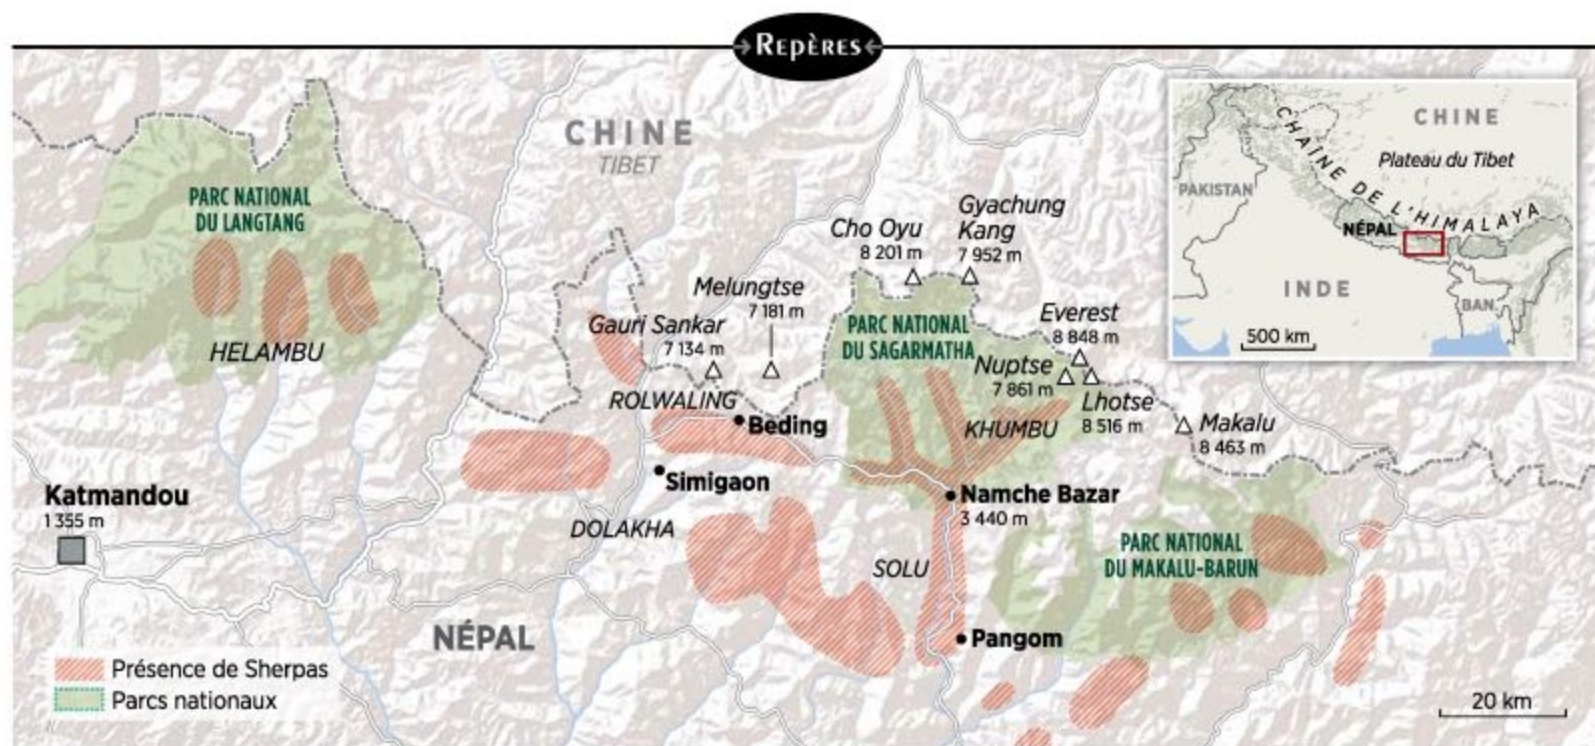 REPÈRES
CHINE
TIBET
PARC NATIONAL
DU LANGTANG
HELAMBU
Gauri Sankar
7 134 m
Melungtse
7 181 m
Cho Oyu
8 201 m
Gyachung
Kang
7 952 m
PARC NATIONAL
DU SAGARMATHA
Everest
8 848 m
Nuptse
7 861 m
Lhotse
8 516 m
Makalu
8 463 m
ROLWALING
Beding
KHUMBU
Simigaon
Katmandou
1 355 m
DOLAKHA
Namche Bazar
3 440 m
SOLU
PARC NATIONAL
DU MAKALU-BARUN
NÉPAL
Pangom
Présence de Sherpas
Parcs nationaux
20 km
CHINE
CHAÎNE DE L'HIMALAYA
Plateau du Tibet
PAKISTAN
NÉPAL
INDE
BAN.
500 km